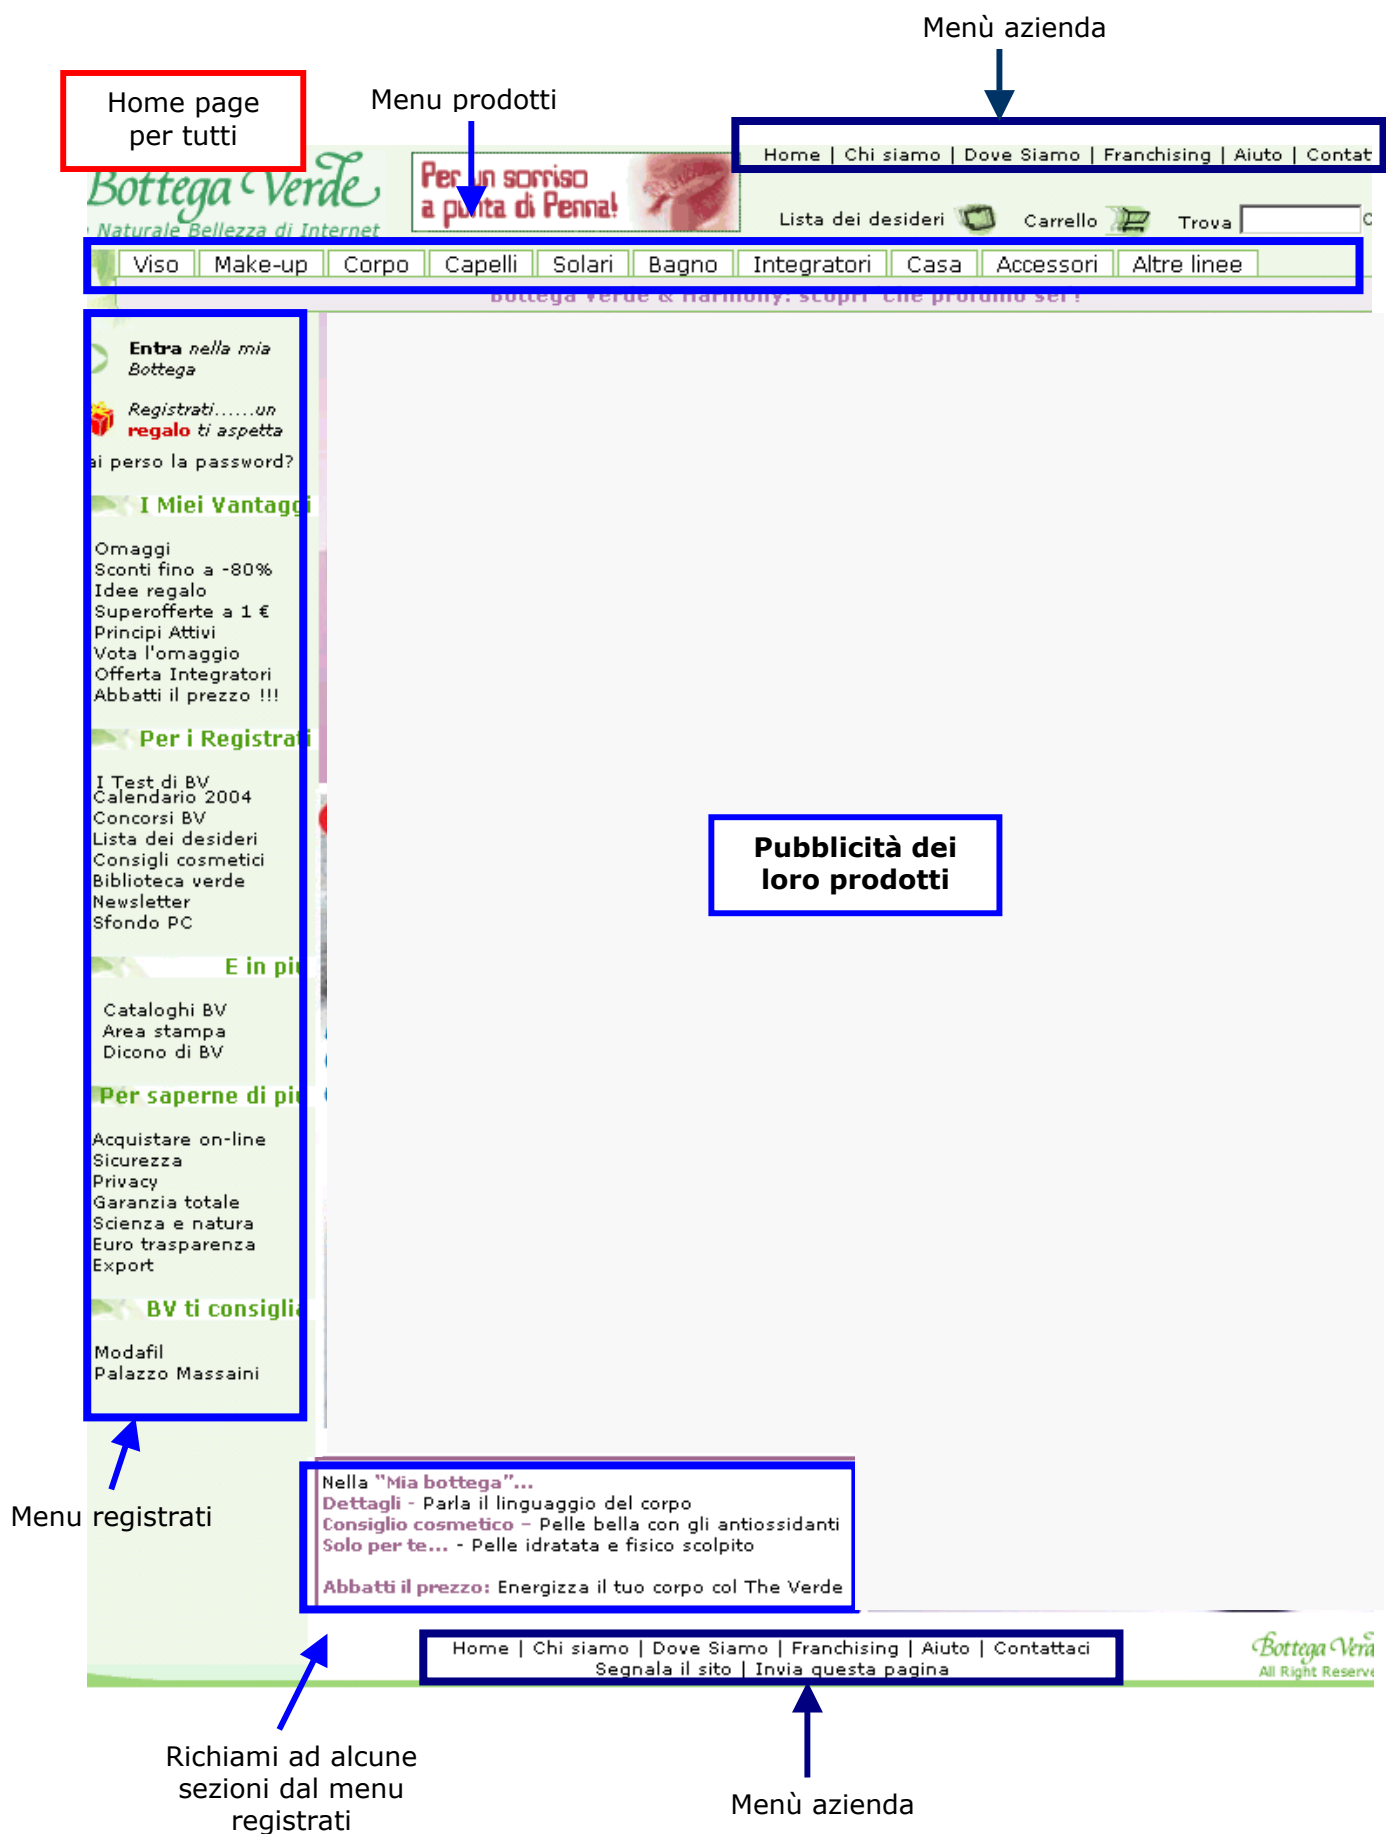 Menù azienda
Home page
per tutti
Menu prodotti
Home | Chi siamo | Dove Siamo | Franchising | Aiuto | Contat
Bottega Verde
Naturale Bellezza di Internet
Per un sorriso
a punta di Penna!
Lista dei desideri Carrello Trova
Viso Make-up Corpo Capelli Solari Bagno Integratori Casa Accessori Altre linee
Bottega Verde & Harmony: scopri che profumo sei!
Entra nella mia
Bottega
Registrati......un
regalo ti aspetta
ai perso la password?
I Miei Vantaggi
Omaggi
Sconti fino a -80%
Idee regalo
Superofferte a 1 €
Principi Attivi
Vota l'omaggio
Offerta Integratori
Abbatti il prezzo !!!
Per i Registrati
I Test di BV
Calendario 2004
Concorsi BV
Lista dei desideri
Consigli cosmetici
Biblioteca verde
Newsletter
Sfondo PC
Pubblicità dei
loro prodotti
E in più
Cataloghi BV
Area stampa
Dicono di BV
Per saperne di più
Acquistare on-line
Sicurezza
Privacy
Garanzia totale
Scienza e natura
Euro trasparenza
Export
BV ti consiglia
Modafil
Palazzo Massaini
Menu registrati
Nella "Mia bottega"...
Dettagli - Parla il linguaggio del corpo
Consiglio cosmetico – Pelle bella con gli antiossidanti
Solo per te... - Pelle idratata e fisico scolpito
Abbatti il prezzo: Energizza il tuo corpo col The Verde
Home | Chi siamo | Dove Siamo | Franchising | Aiuto | Contattaci
Segnala il sito | Invia questa pagina
Bottega Verd
All Right Reserve
Richiami ad alcune
sezioni dal menu
registrati
Menù azienda